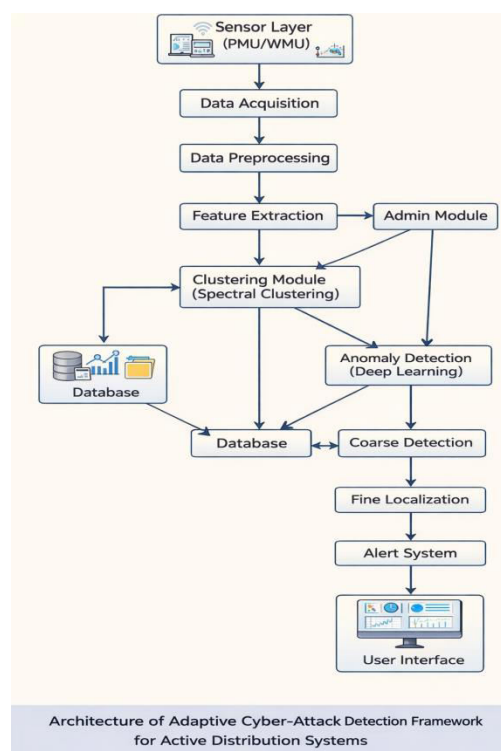 Sensor Layer
(PMU/WMU)
Data Acquisition
Data Preprocessing
Feature Extraction
Admin Module
Clustering Module
(Spectral Clustering)
Anomaly Detection
(Deep Learning)
Database
Database
Coarse Detection
Fine Localization
Alert System
User Interface
Architecture of Adaptive Cyber-Attack Detection Framework
for Active Distribution Systems